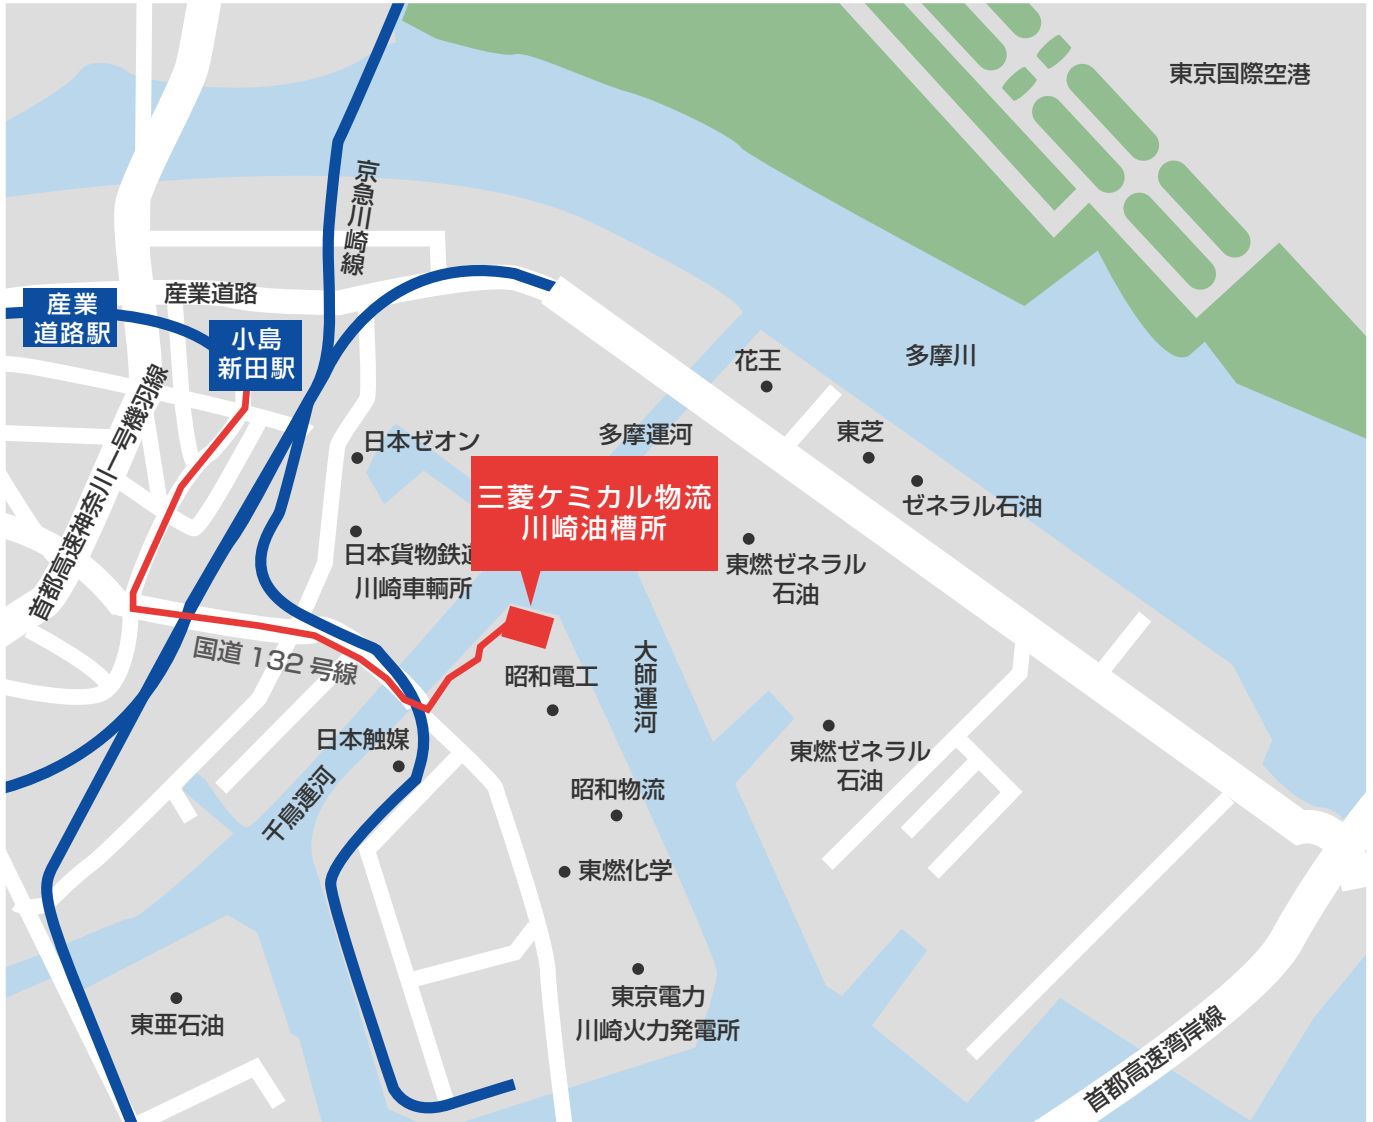 東京国際空港
京急川崎線
産業道路
産業
道路駅
小島
新田駅
多摩川
花王
首都高速神奈川一号機羽線
日本ゼオン
多摩運河
東芝
三菱ケミカル物流
川崎油槽所
ゼネラル石油
日本貨物鉄道
川崎車輌所
東燃ゼネラル
石油
国道132号線
昭和電工
大師運河
日本触媒
東燃ゼネラル
石油
千鳥運河
昭和物流
東燃化学
東京電力
川崎火力発電所
東亜石油
首都高速湾岸線